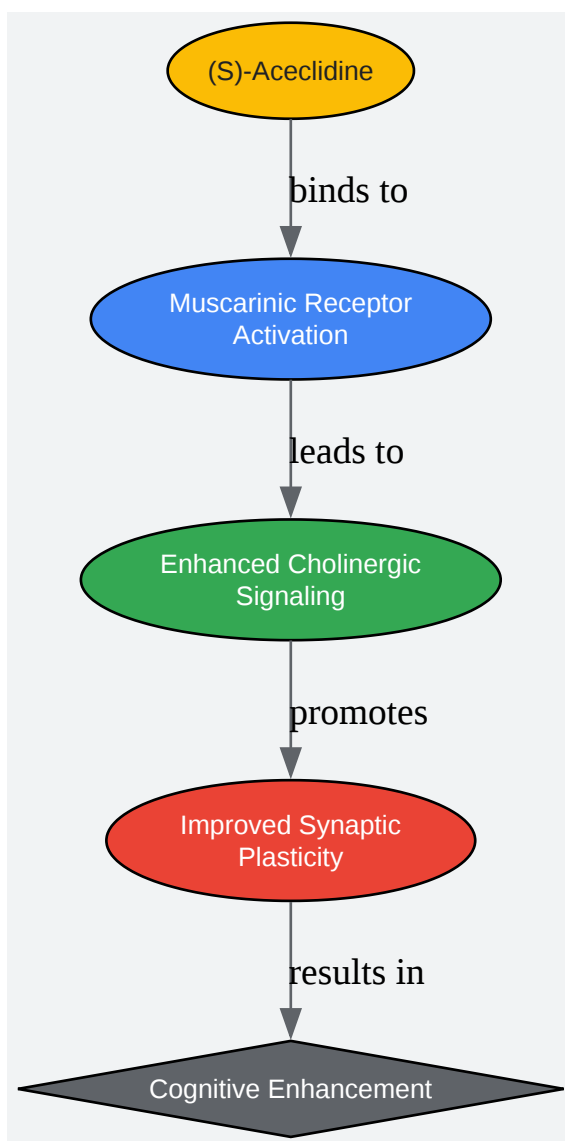 (S)-Aceclidine
binds to
Muscarinic Receptor
Activation
leads to
Enhanced Cholinergic
Signaling
promotes
Improved Synaptic
Plasticity
results in
Cognitive Enhancement